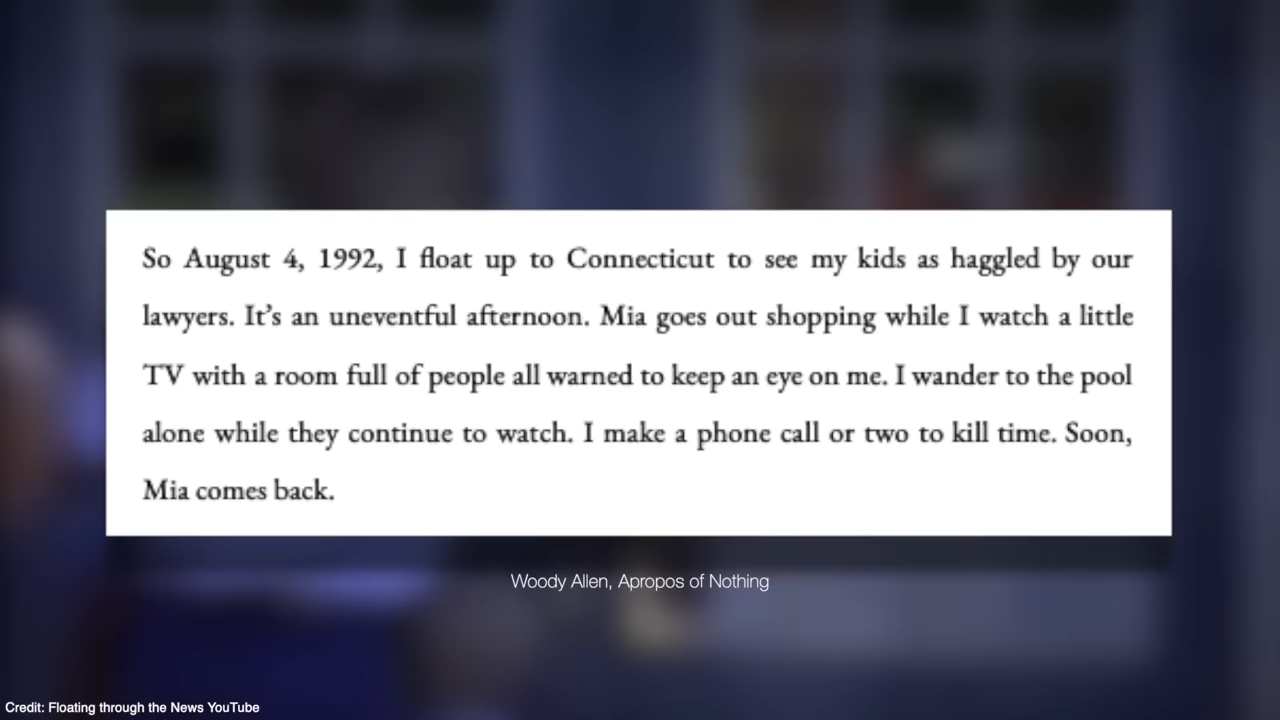 So August 4, 1992, I float up to Connecticut to see my kids as haggled by our
lawyers. It’s an uneventful afternoon. Mia goes out shopping while I watch a little
TV with a room full of people all warned to keep an eye on me. I wander to the pool
alone while they continue to watch. I make a phone call or two to kill time. Soon,
Mia comes back.
Woody Allen, Apropos of Nothing
Credit: Floating through the News YouTube